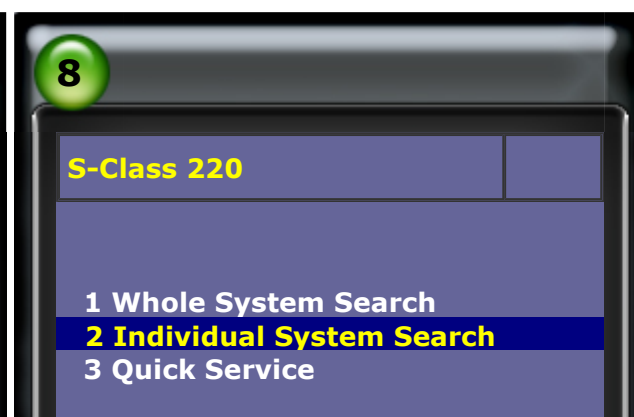 8
S-Class 220
1 Whole System Search
2 Individual System Search
3 Quick Service